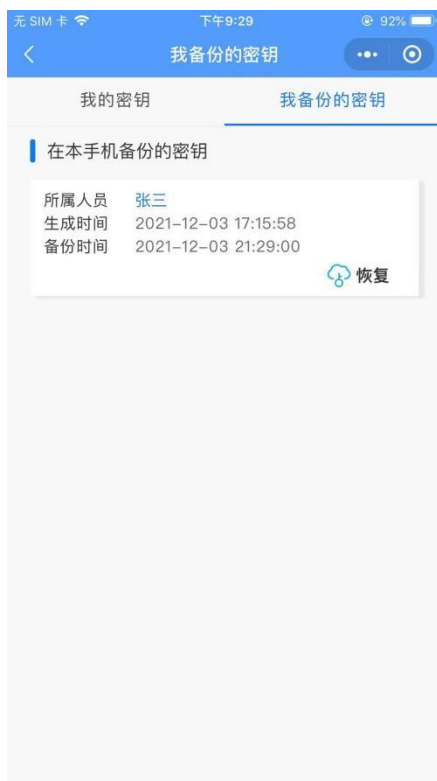 无 SIM 卡 下午9:29 92%
我备份的密钥
我的密钥 我备份的密钥
在本手机备份的密钥
所属人员 张三
生成时间 2021-12-03 17:15:58
备份时间 2021-12-03 21:29:00
恢复